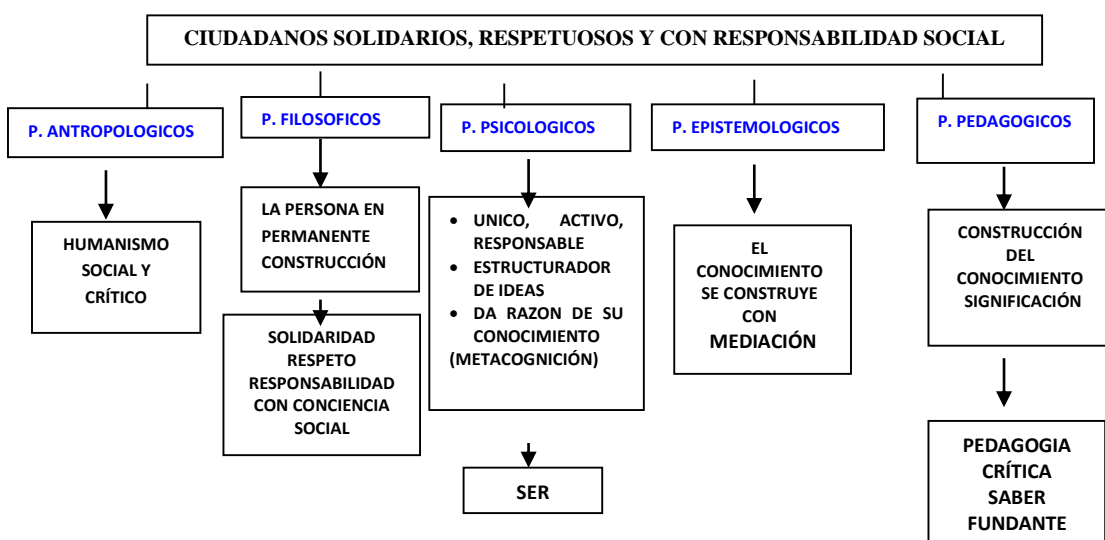 CIUDADANOS SOLIDARIOS, RESPETUOSOS Y CON RESPONSABILIDAD SOCIAL
P. ANTROPOLOGICOS
HUMANISMO
SOCIAL Y
CRÍTICO
P. FILOSOFICOS
LA PERSONA EN
PERMANENTE
CONSTRUCCIÓN
SOLIDARIDAD
RESPETO
RESPONSABILIDAD
CON CONCIENCIA
SOCIAL
P. PSICOLOGICOS
• UNICO, ACTIVO,
RESPONSABLE
• ESTRUCTURADOR
DE IDEAS
• DA RAZON DE SU
CONOCIMIENTO
(METACOGNICIÓN)
SER
P. EPISTEMOLOGICOS
EL
CONOCIMIENTO
SE CONSTRUYE
CON
MEDIACIÓN
P. PEDAGOGICOS
CONSTRUCCIÓN
DEL
CONOCIMIENTO
SIGNIFICACIÓN
PEDAGOGIA
CRÍTICA
SABER
FUNDANTE